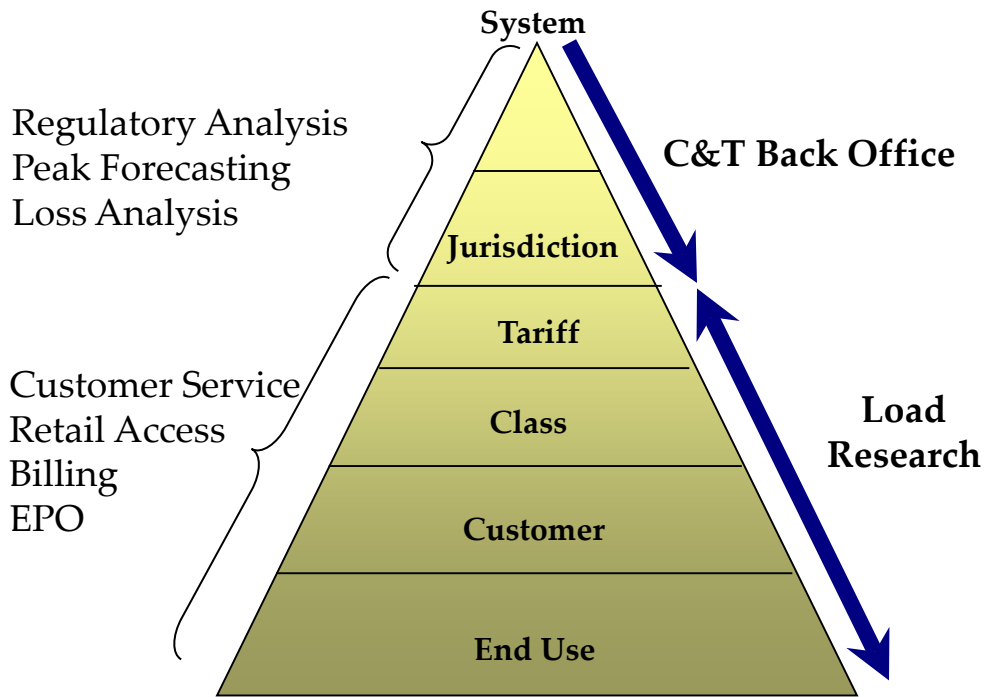 System
Regulatory Analysis
Peak Forecasting
Loss Analysis
C&T Back Office
Jurisdiction
Tariff
Customer Service
Retail Access
Billing
EPO
Class
Load
Research
Customer
End Use